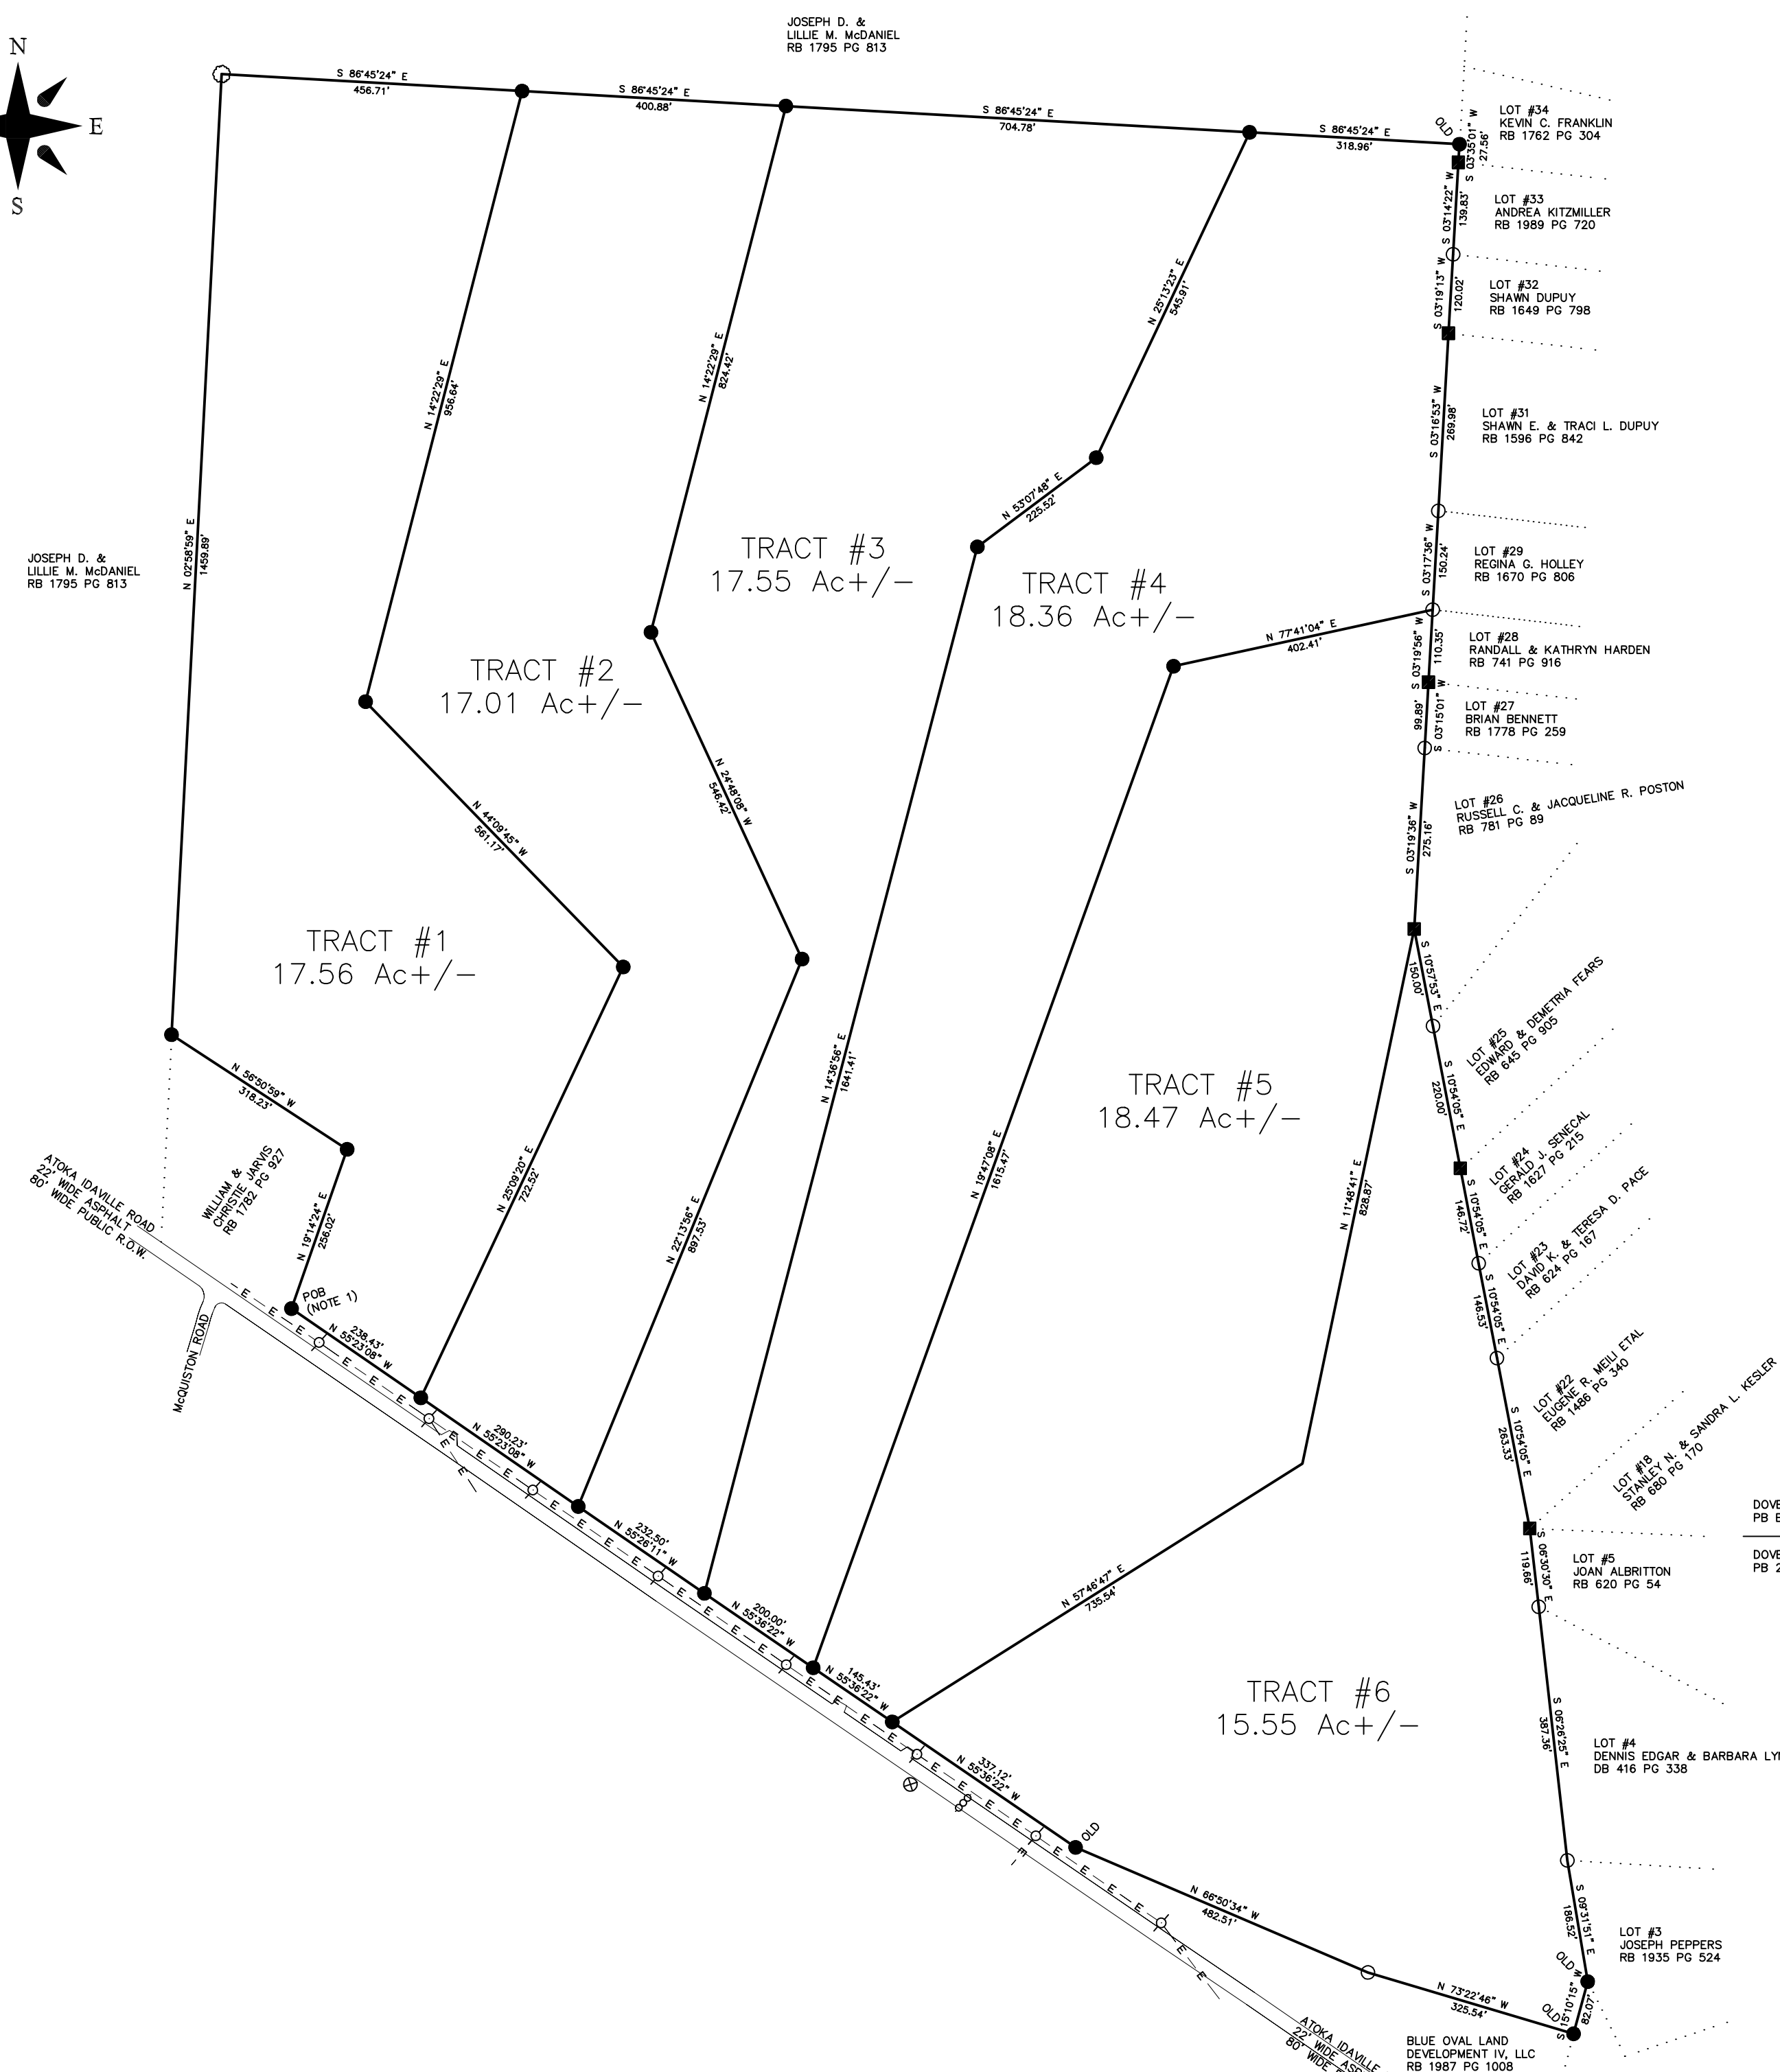 JOSEPH D. &
LILLIE M. McDANIEL
RB 1795 PG 813
N
E
S
S 86°45'24" E
456.71'
S 86°45'24" E
400.88'
S 86°45'24" E
704.78'
S 86°45'24" E
318.96'
OLD
S 03°35'01" W
27.56'
LOT #34
KEVIN C. FRANKLIN
RB 1762 PG 304
S 03°14'22" W
139.83'
LOT #33
ANDREA KITZMILLER
RB 1989 PG 720
S 03°19'13" W
120.02'
LOT #32
SHAWN DUPUY
RB 1649 PG 798
S 03°16'53" W
269.98'
LOT #31
SHAWN E. & TRACI L. DUPUY
RB 1596 PG 842
S 03°17'36" W
150.24'
LOT #29
REGINA G. HOLLEY
RB 1670 PG 806
S 03°19'56" W
110.35'
LOT #28
RANDALL & KATHRYN HARDEN
RB 741 PG 916
99.89'
S 03°15'01" W
LOT #27
BRIAN BENNETT
RB 1778 PG 259
S 03°19'36" W
275.16'
LOT #26
RUSSELL C. & JACQUELINE R. POSTON
RB 781 PG 89
JOSEPH D. &
LILLIE M. McDANIEL
RB 1795 PG 813
N 02°58'59" E
1459.89'
N 14°22'29" E
956.64'
N 14°22'29" E
824.42'
N 25°13'23" E
545.91'
N 53°07'48" E
225.52'
TRACT #3
17.55 Ac+/-
TRACT #4
18.36 Ac+/-
N 77°41'04" E
402.41'
TRACT #2
17.01 Ac+/-
N 44°09'45" W
561.17'
N 24°48'08" W
546.42'
TRACT #1
17.56 Ac+/-
N 14°36'56" E
1641.41'
TRACT #5
18.47 Ac+/-
N 19°47'08" E
1615.47'
N 11°48'41" E
828.87'
S 10°57'53" E
150.00'
LOT #25
EDWARD & DEMETRIA FEARS
RB 645 PG 905
S 10°54'05" E
220.00'
LOT #24
GERALD J. SENECAL
RB 1627 PG 215
S 10°54'05" E
146.72'
LOT #23
DAVID K. & TERESA D. PACE
RB 624 PG 167
S 10°54'05" E
146.53'
LOT #22
EUGENE R. MEILI ETAL
RB 1486 PG 340
S 10°54'05" E
263.33'
LOT #18
STANLEY N. & SANDRA L. KESLER
RB 680 PG 170
N 56°50'59" W
318.23'
N 19°14'24" E
256.02'
WILLIAM &
CHRISTIE JARVIS
RB 1782 PG 927
ATOKA IDAVILLE ROAD
22' WIDE ASPHALT
80' WIDE PUBLIC R.O.W.
McQUISTON ROAD
POB
(NOTE 1)
N 25°09'20" E
722.52'
N 22°13'56" E
897.53'
238.43'
N 55°23'08" W
290.23'
N 55°23'08" W
232.50'
N 55°26'11" W
200.00'
N 55°36'22" W
145.43'
N 55°36'22" W
337.12'
N 55°36'22" W
E E E E E E E E E E E E
N 57°46'47" E
735.54'
TRACT #6
15.55 Ac+/-
S 06°30'30" E
119.66'
LOT #5
JOAN ALBRITTON
RB 620 PG 54
DOVE
PB
DOVE
PB 2
S 06°26'25" E
387.36'
LOT #4
DENNIS EDGAR & BARBARA
DB 416 PG 338
OLD
N 66°50'34" W
482.51'
N 73°22'46" W
325.54'
S 09°31'51" E
186.52'
LOT #3
JOSEPH PEPPERS
RB 1935 PG 524
OLD
S 15°10'15" W
82.07'
OLD
BLUE OVAL LAND
DEVELOPMENT IV, LLC
RB 1987 PG 1008
ATOKA IDAVILLE
22' WIDE
80' WIDE